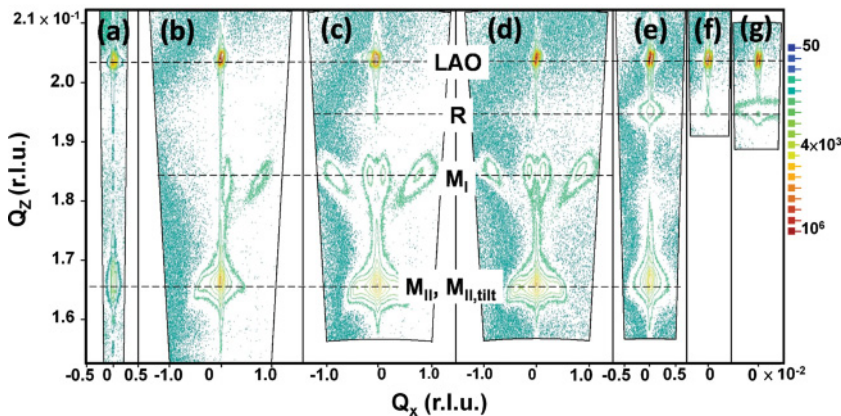 2.1×10⁻¹
(a) (b) (c) (d) (e) (f) (g)
50
LAO
2.0
R
1.9
4×10³
Q_Z (r.l.u.)
M_I
1.8
10⁶
1.7
M_II, M_II,tilt
1.6
-0.5 0 0.5 0 1.0 -1.0 0 1.0 -1.0 0 1.0 -0.5 0 0.5 0 0 ×10⁻²
Q_x (r.l.u.)